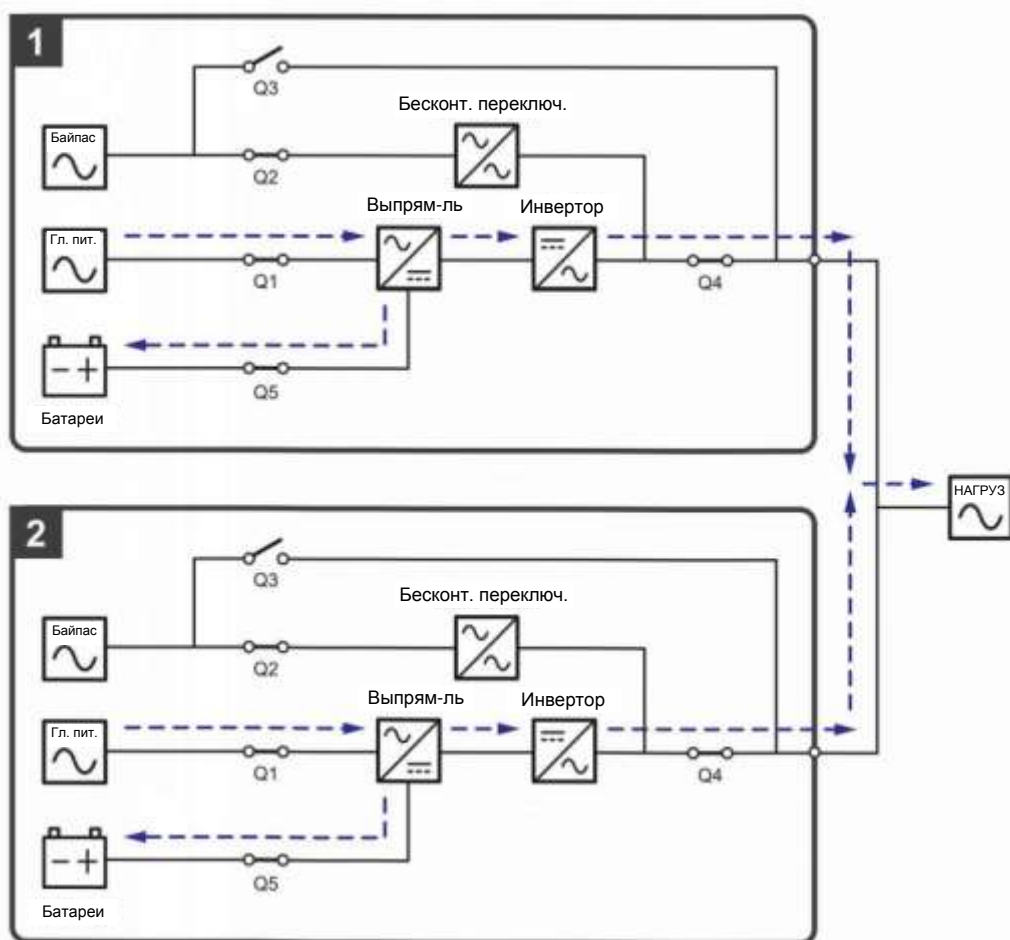 1
Q3
Бесконт. переключ.
Байпас
Q2
Выпрям-ль
Инвертор
Гл. пит.
Q1
Q4
Q5
Батареи
НАГРУЗ
2
Q3
Бесконт. переключ.
Байпас
Q2
Выпрям-ль
Инвертор
Гл. пит.
Q1
Q4
Q5
Батареи